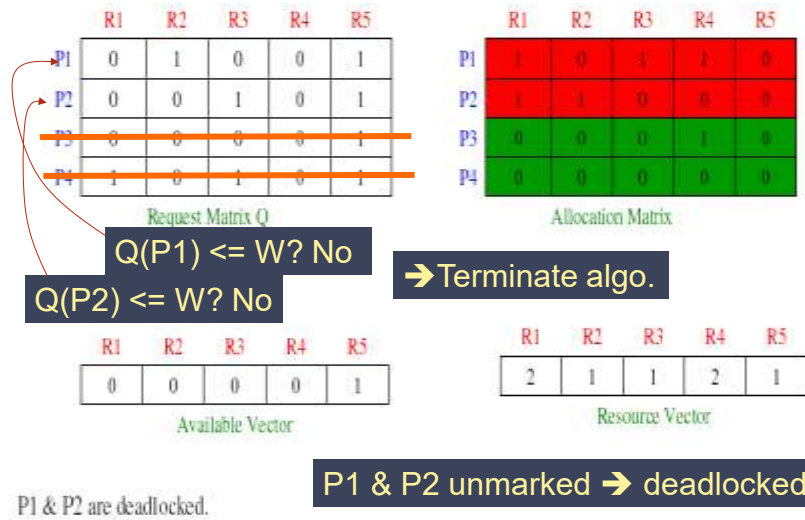 R1 R2 R3 R4 R5
P1 0 1 0 0 1
P2 0 0 1 0 1
P3 0 0 0 0 1
P4 1 0 1 0 1
Request Matrix Q
R1 R2 R3 R4 R5
P1 1 0 1 1 0
P2 1 1 0 0 0
P3 0 0 0 1 0
P4 0 0 0 0 0
Allocation Matrix
Q(P1) <= W? No
Q(P2) <= W? No
➔Terminate algo.
R1 R2 R3 R4 R5
0 0 0 0 1
Available Vector
R1 R2 R3 R4 R5
2 1 1 2 1
Resource Vector
P1 & P2 unmarked ➔ deadlocked
P1 & P2 are deadlocked.